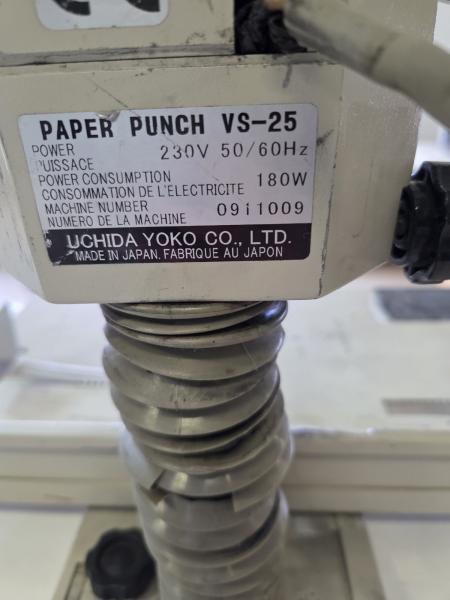 PAPER PUNCH VS-25
POWER
PUISSACE 230V 50/60Hz
POWER CONSUMPTION
CONSOMMATION DE L'ELECTRICITE 180W
MACHINE NUMBER
NUMERO DE LA MACHINE 0911009
UCHIDA YOKO CO., LTD.
MADE IN JAPAN. FABRIQUE AU JAPON